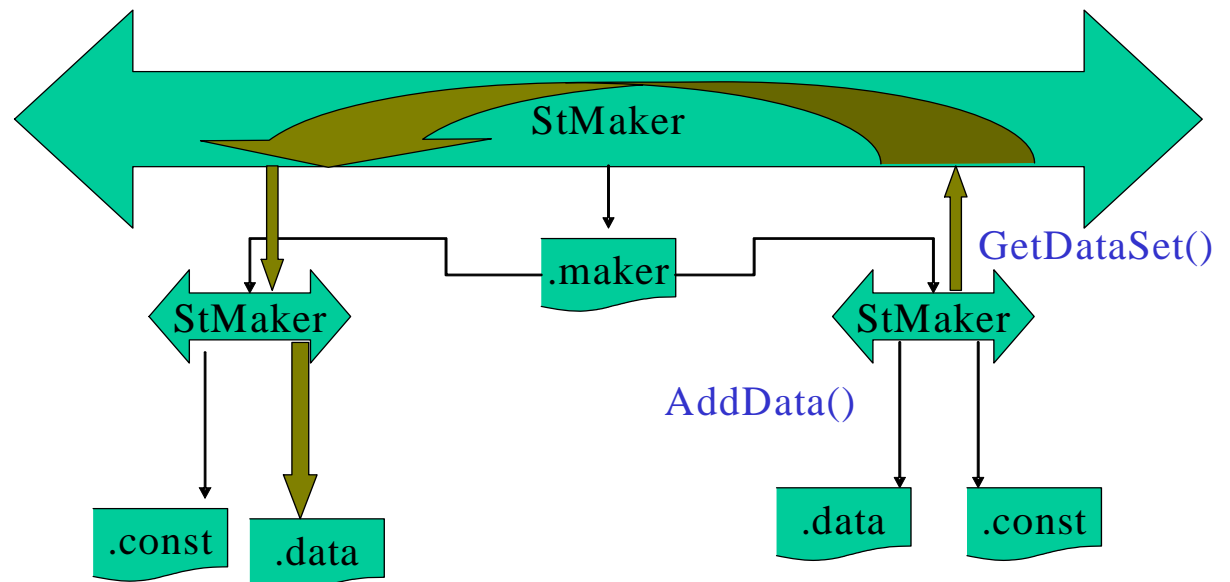 StMaker
GetDataSet()
.maker
StMaker
StMaker
AddData()
.const
.data
.data
.const